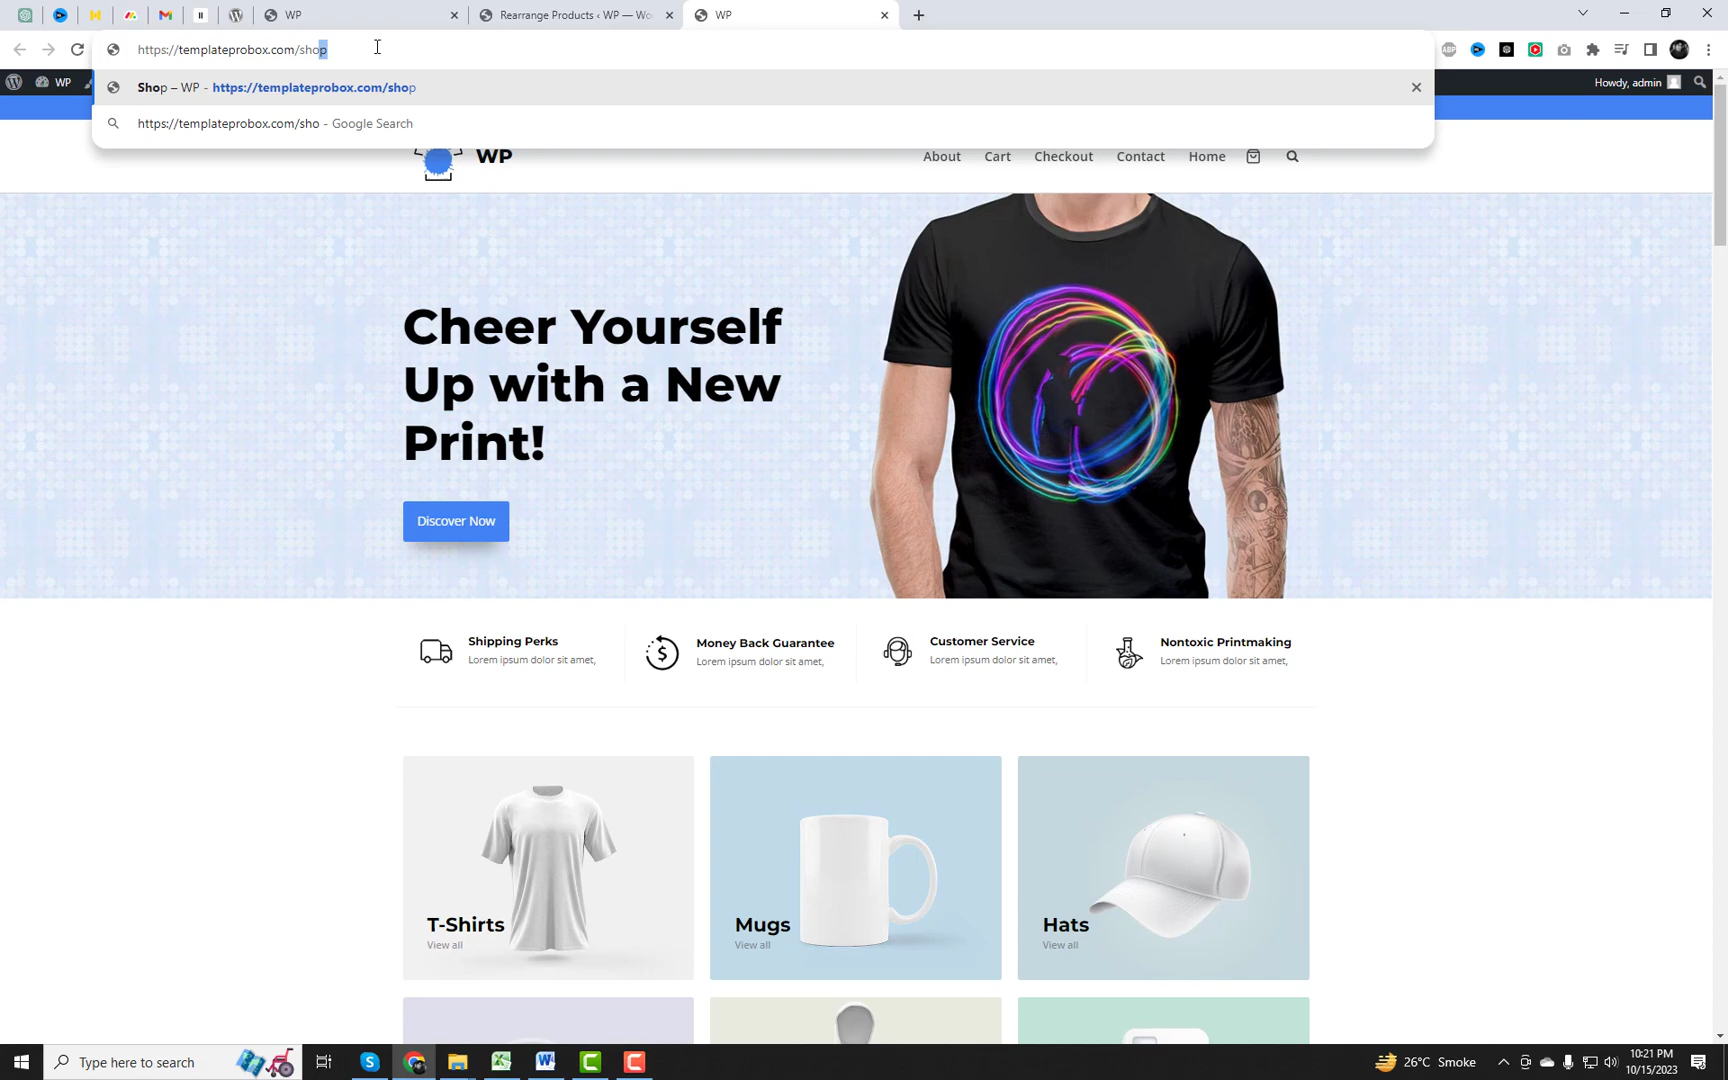 WP
Rearrange Products ‹ WP — Wo
WP
https://templateprobox.com/shop
WP
Shop – WP - https://templateprobox.com/shop
https://templateprobox.com/sho - Google Search
Howdy, admin
WP
About
Cart
Checkout
Contact
Home
Cheer Yourself
Up with a New
Print!
Discover Now
Shipping Perks
Lorem ipsum dolor sit amet,
Money Back Guarantee
Lorem ipsum dolor sit amet,
Customer Service
Lorem ipsum dolor sit amet,
Nontoxic Printmaking
Lorem ipsum dolor sit amet,
T-Shirts
View all
Mugs
View all
Hats
View all
Type here to search
26°C Smoke
10:21 PM
10/15/2023